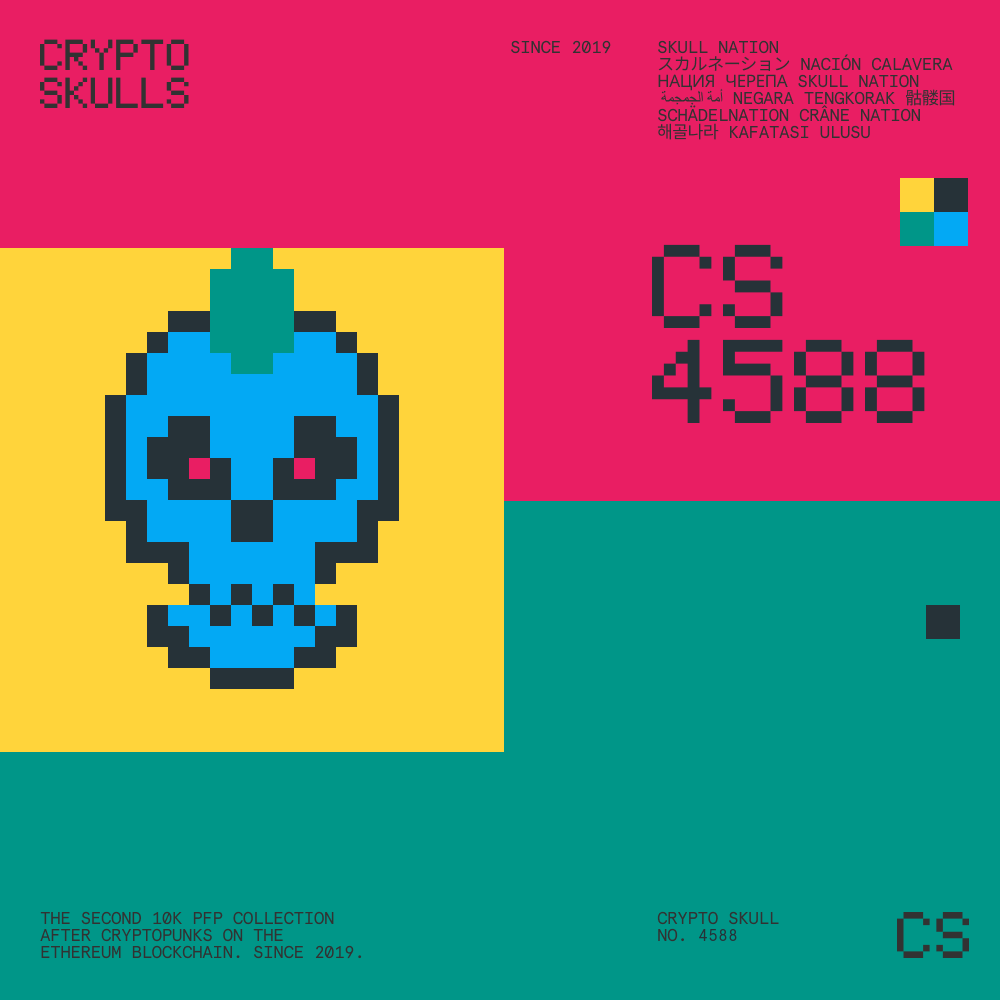 CRYPTO
SKULLS
SINCE 2019
SKULL NATION
スカルネーション NACIÓN CALAVERA
НАЦИЯ ЧЕРЕПА SKULL NATION
أمة الجمجمة NEGARA TENGKORAK 骷髅国
SCHÄDELNATION CRÂNE NATION
해골나라 KAFATASI ULUSU
CS
4588
THE SECOND 10K PFP COLLECTION
AFTER CRYPTOPUNKS ON THE
ETHEREUM BLOCKCHAIN. SINCE 2019.
CRYPTO SKULL
NO. 4588
CS